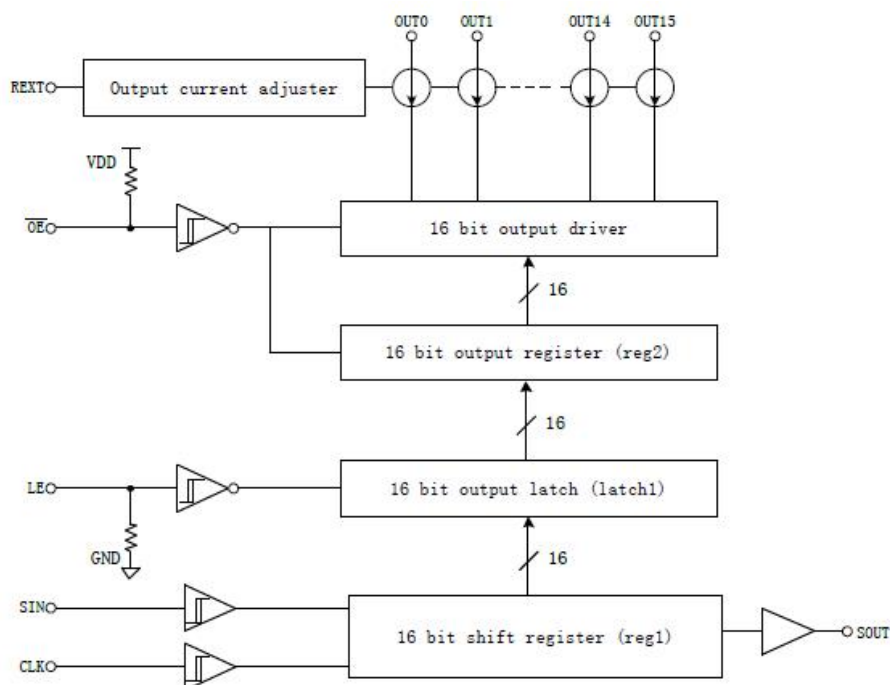 OUT0 OUT1 OUT14 OUT15
REXT Output current adjuster
VDD
OE 16 bit output driver
16
16 bit output register (reg2)
16
LE 16 bit output latch (latch1)
GND 16
SIN
16 bit shift register (reg1) SOUT
CLK